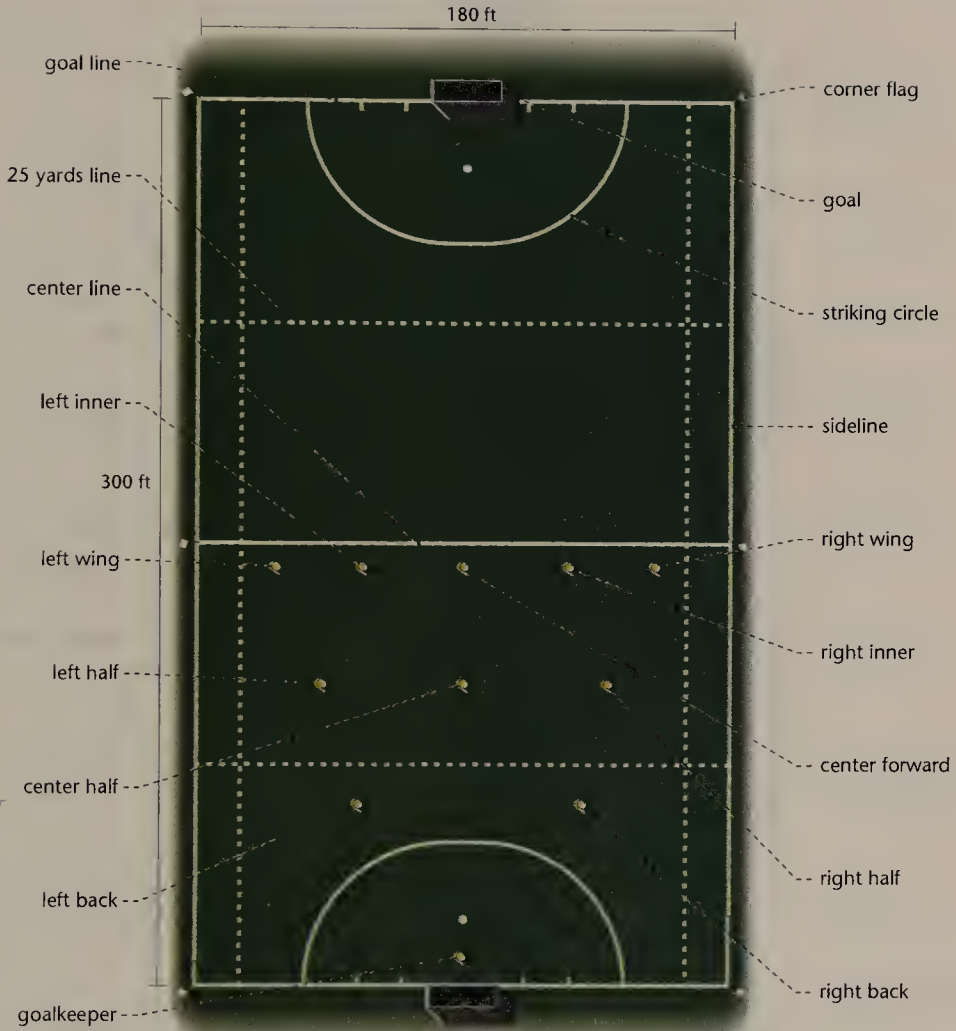 180 ft
goal line
corner flag
25 yards line
goal
center line
striking circle
left inner
sideline
300 ft
left wing
right wing
left half
right inner
center half
center forward
left back
right half
goalkeeper
right back